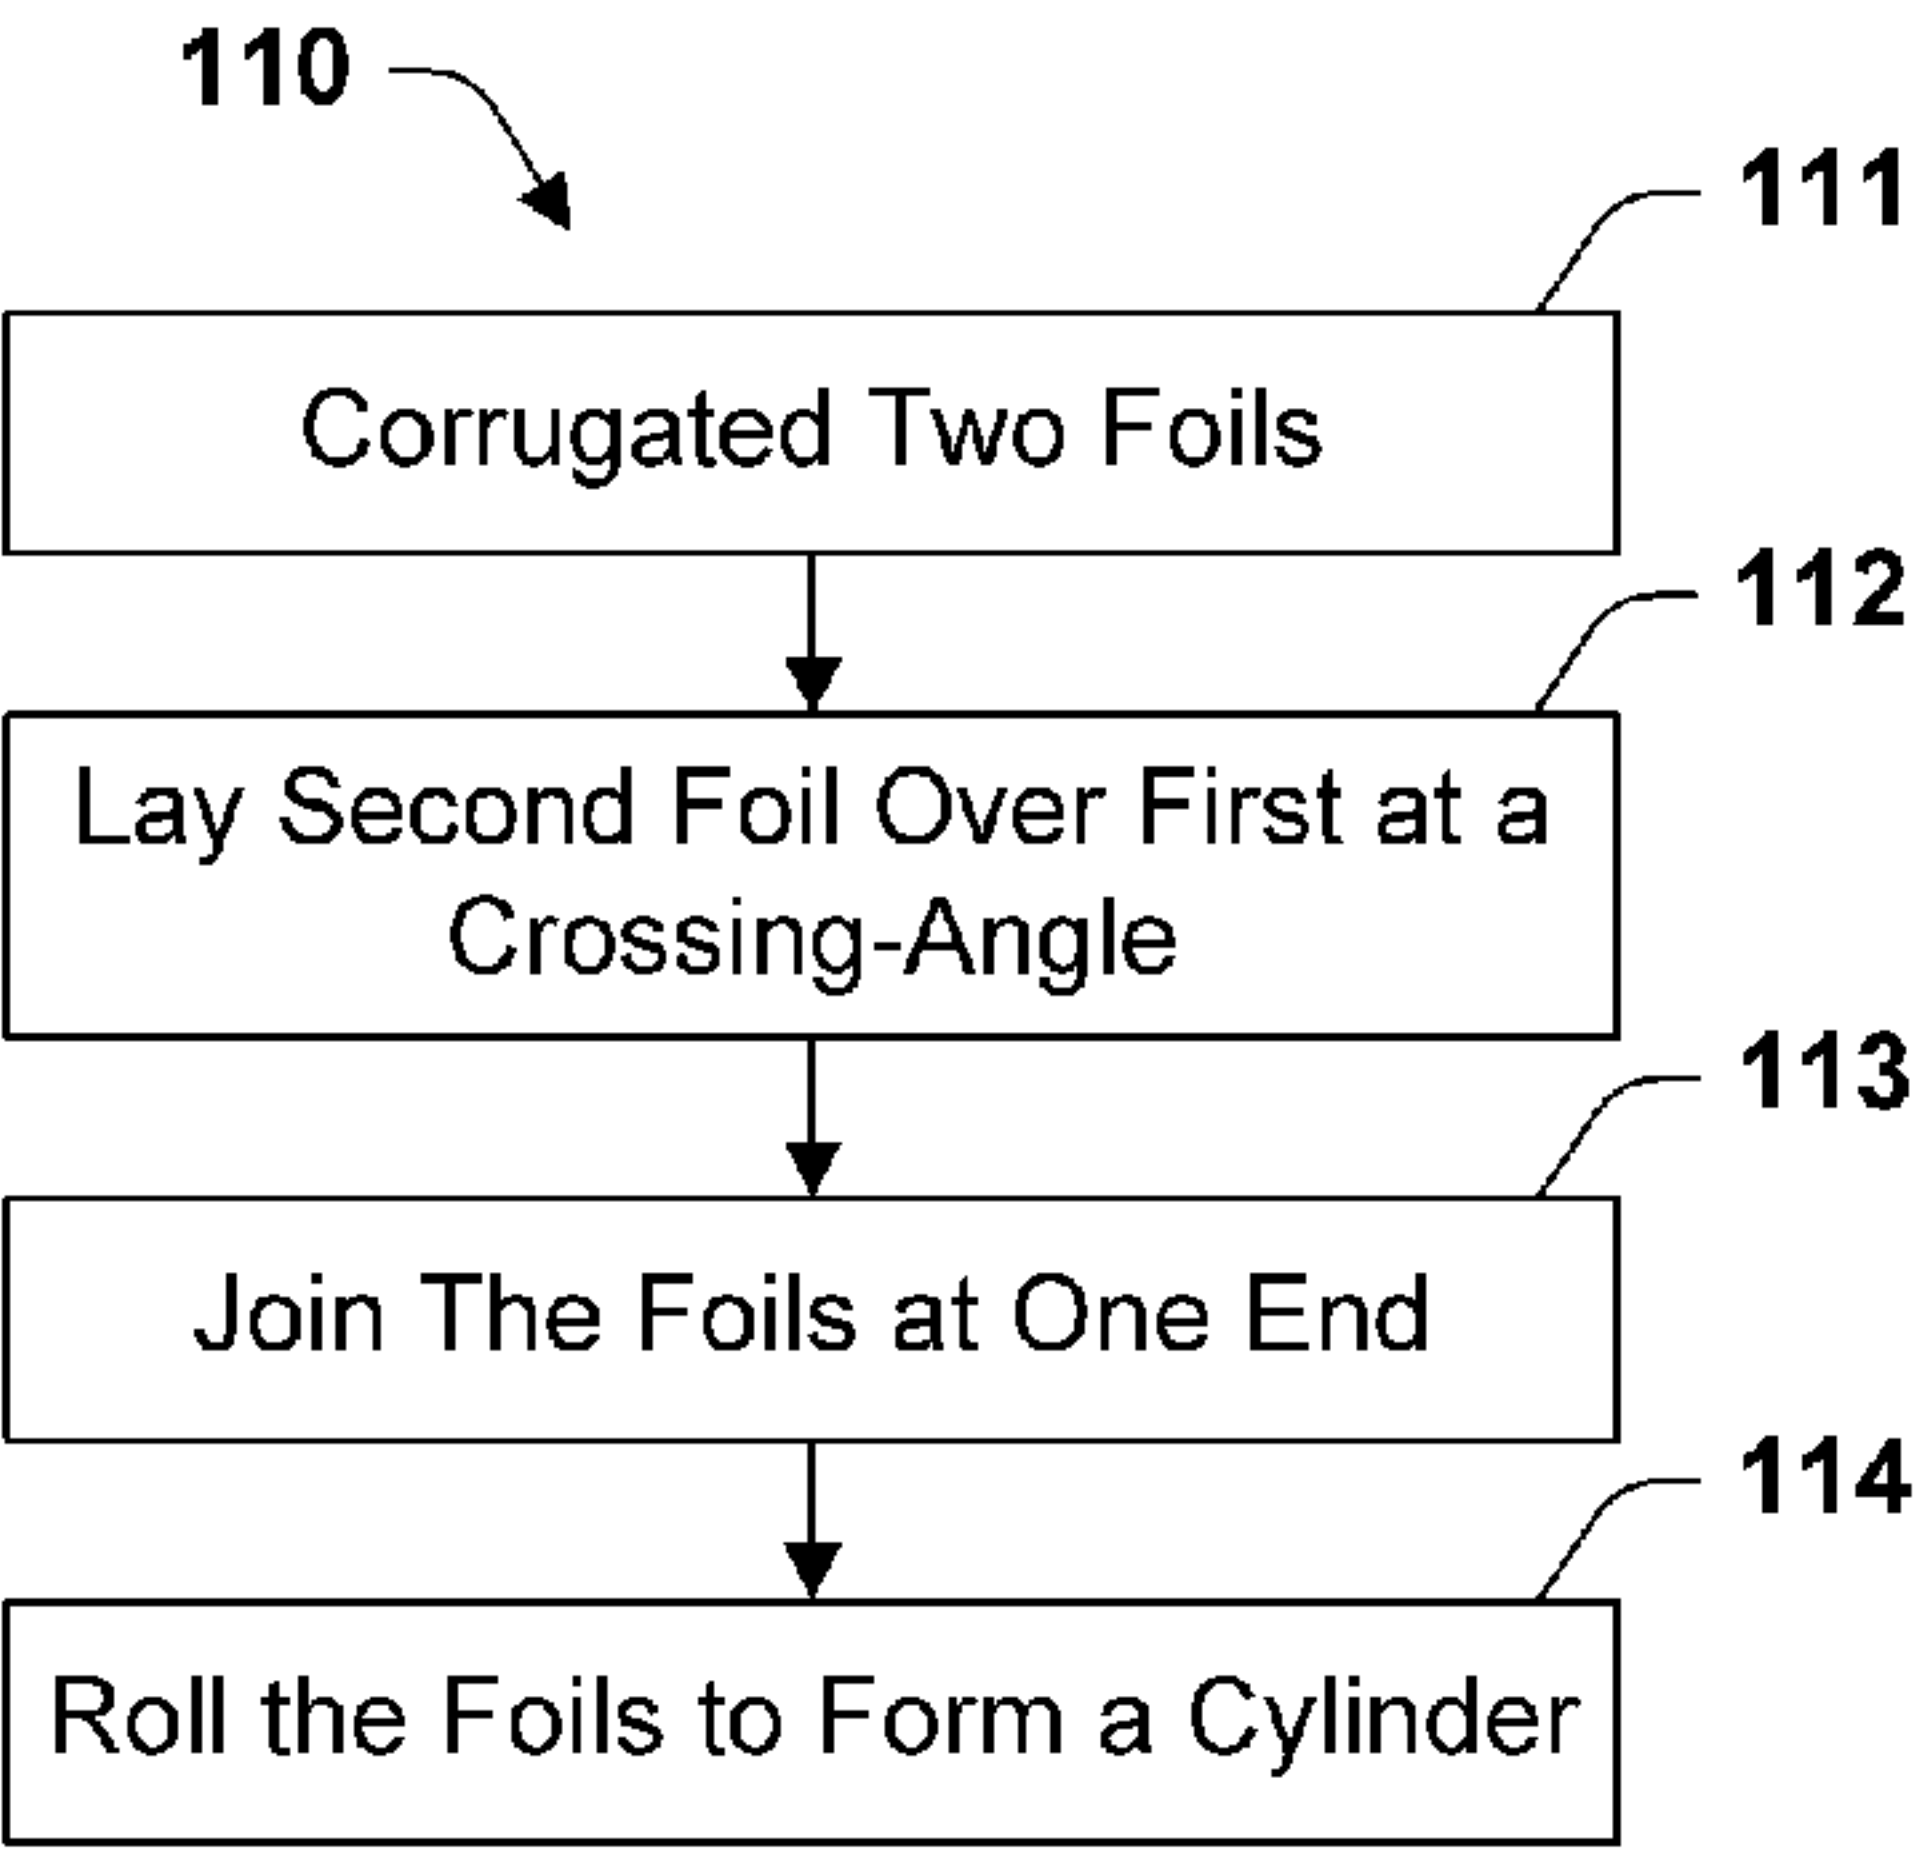 110
111
Corrugated Two Foils
112
Lay Second Foil Over First at a
Crossing-Angle
113
Join The Foils at One End
114
Roll the Foils to Form a Cylinder